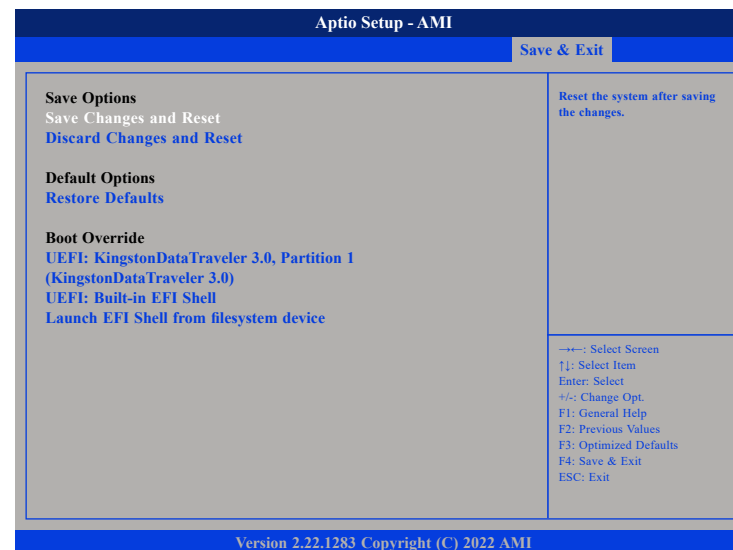 Aptio Setup - AMI
Save & Exit
Save Options
Save Changes and Reset
Discard Changes and Reset
Default Options
Restore Defaults
Boot Override
UEFI: KingstonDataTraveler 3.0, Partition 1
(KingstonDataTraveler 3.0)
UEFI: Built-in EFI Shell
Launch EFI Shell from filesystem device
Reset the system after saving
the changes.
→←: Select Screen
↑↓: Select Item
Enter: Select
+/-: Change Opt.
F1: General Help
F2: Previous Values
F3: Optimized Defaults
F4: Save & Exit
ESC: Exit
Version 2.22.1283 Copyright (C) 2022 AMI